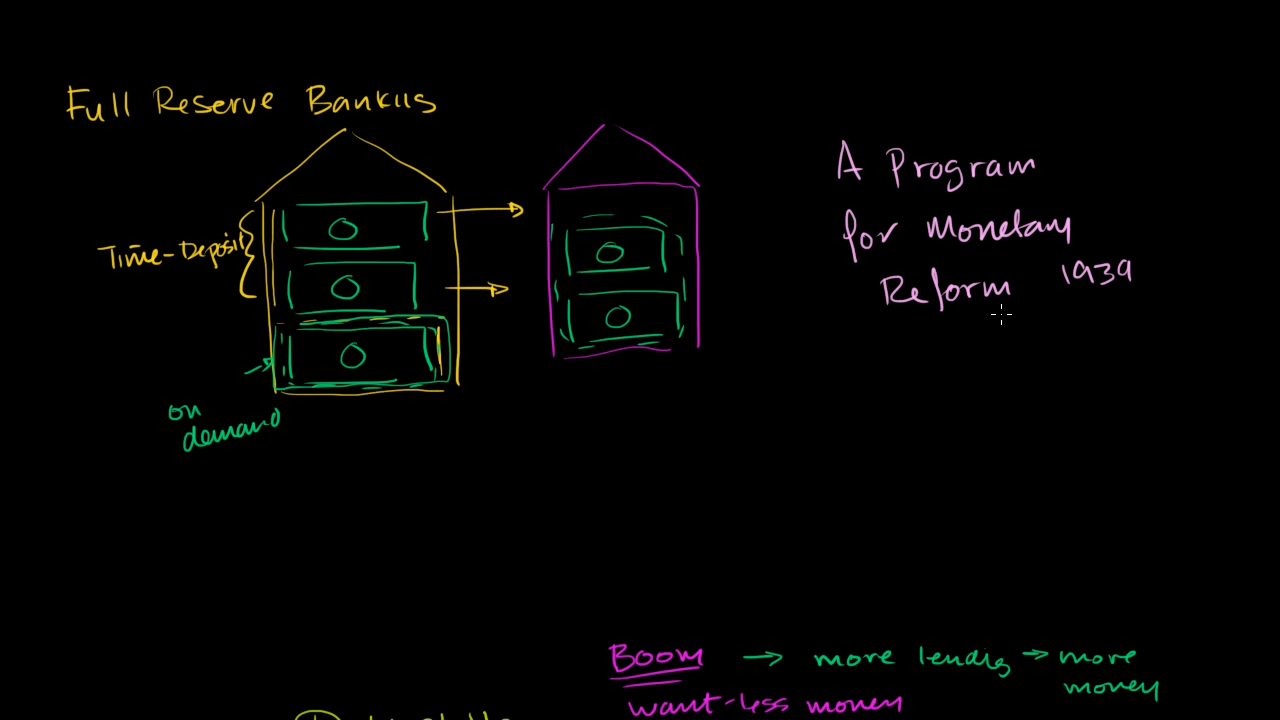 Full Reserve Banking
Time-Deposit
on
demand
A Program
for Monetary
Reform 1939
Boom → more lending → more
money
want less money